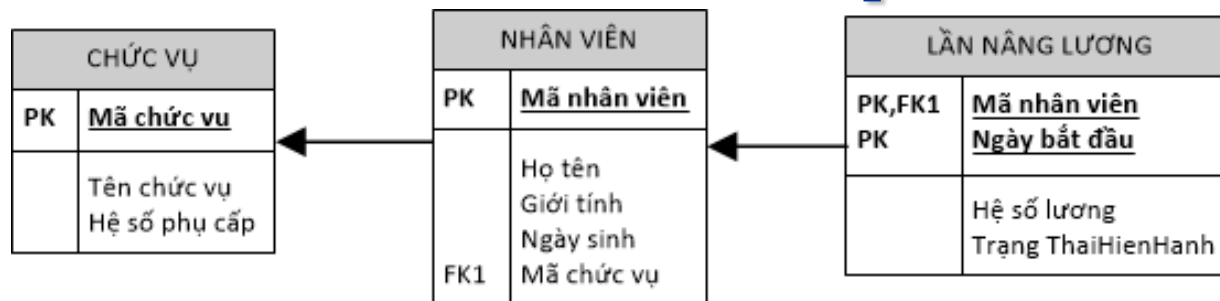 CHỨC VỤ
PK Mã chức vu
Tên chức vụ
Hệ số phụ cấp
NHÂN VIÊN
PK Mã nhân viên
Họ tên
Giới tính
Ngày sinh
FK1 Mã chức vụ
LẦN NÂNG LƯƠNG
PK,FK1 Mã nhân viên
PK Ngày bắt đầu
Hệ số lương
Trạng ThaiHienHanh